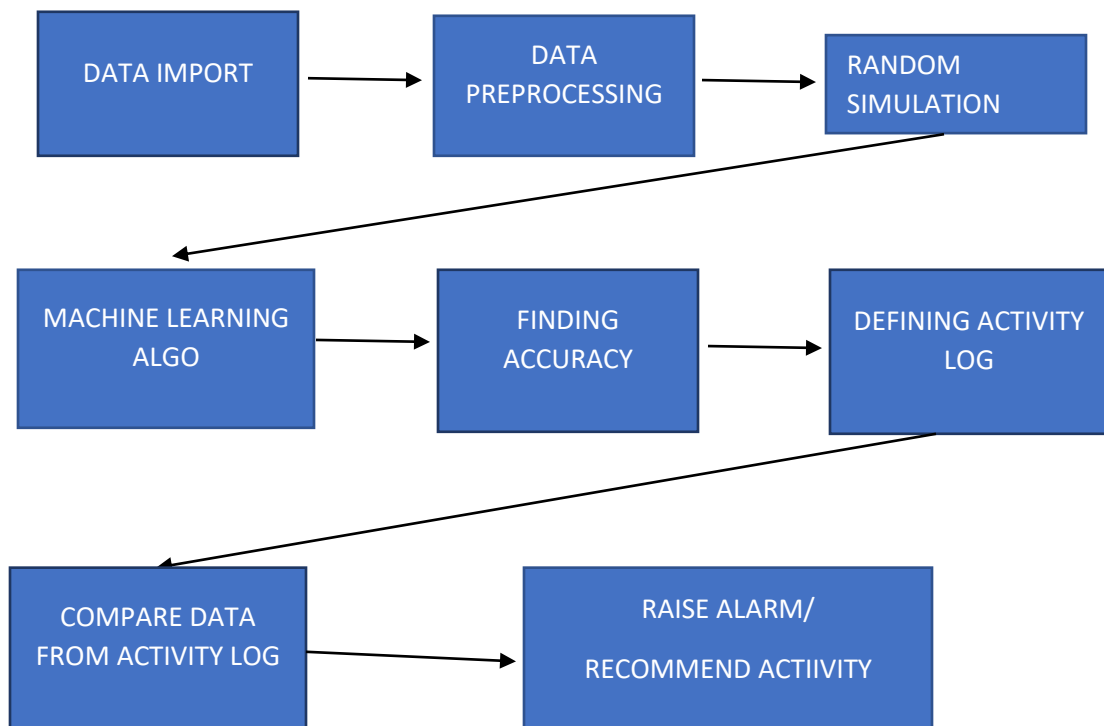 DATA IMPORT
DATA
PREPROCESSING
RANDOM
SIMULATION
MACHINE LEARNING
ALGO
FINDING
ACCURACY
DEFINING ACTIVITY
LOG
COMPARE DATA
FROM ACTIVITY LOG
RAISE ALARM/
RECOMMEND ACTIIVITY